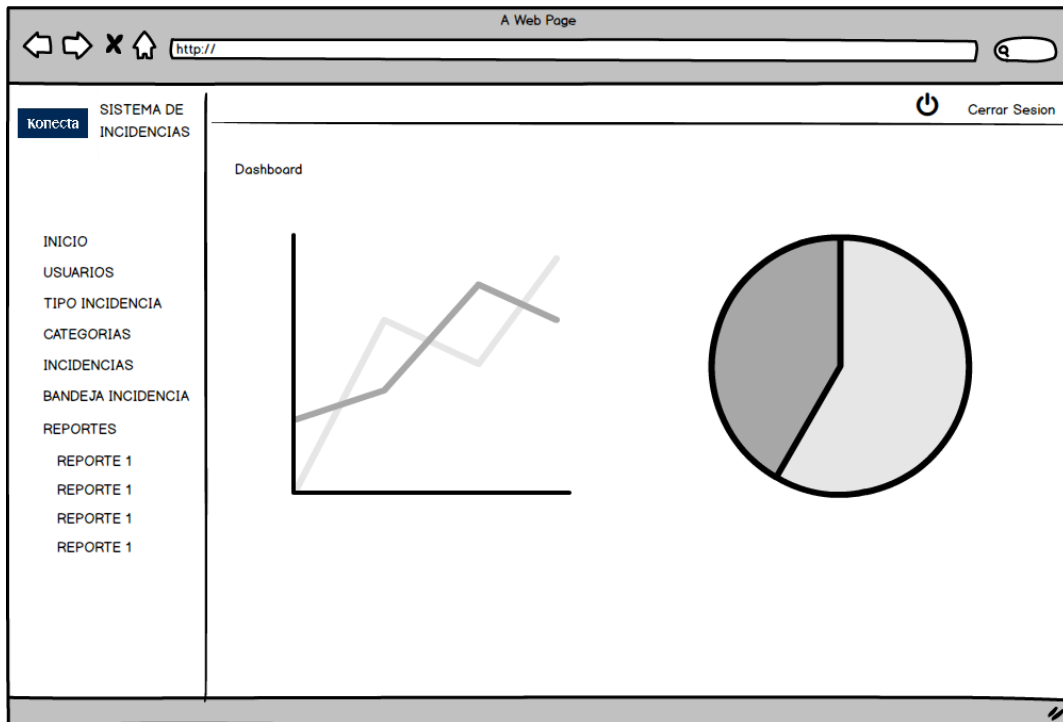 A Web Page
http://
Konecta
SISTEMA DE
INCIDENCIAS
Cerrar Sesion
Dashboard
INICIO
USUARIOS
TIPO INCIDENCIA
CATEGORIAS
INCIDENCIAS
BANDEJA INCIDENCIA
REPORTES
REPORTE 1
REPORTE 1
REPORTE 1
REPORTE 1